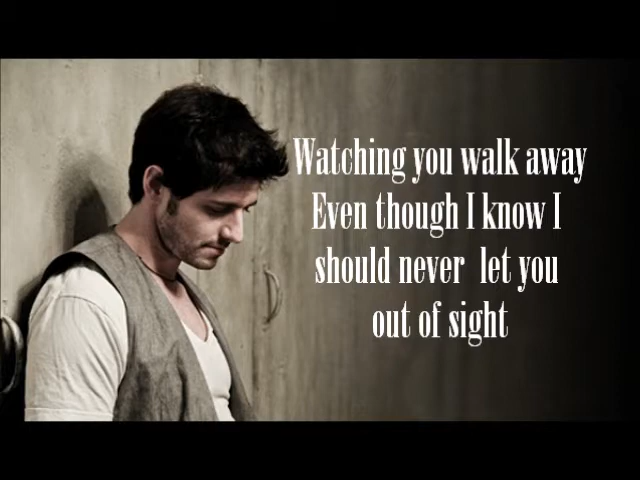 Watching you walk away
Even though I know I
should never let you
out of sight